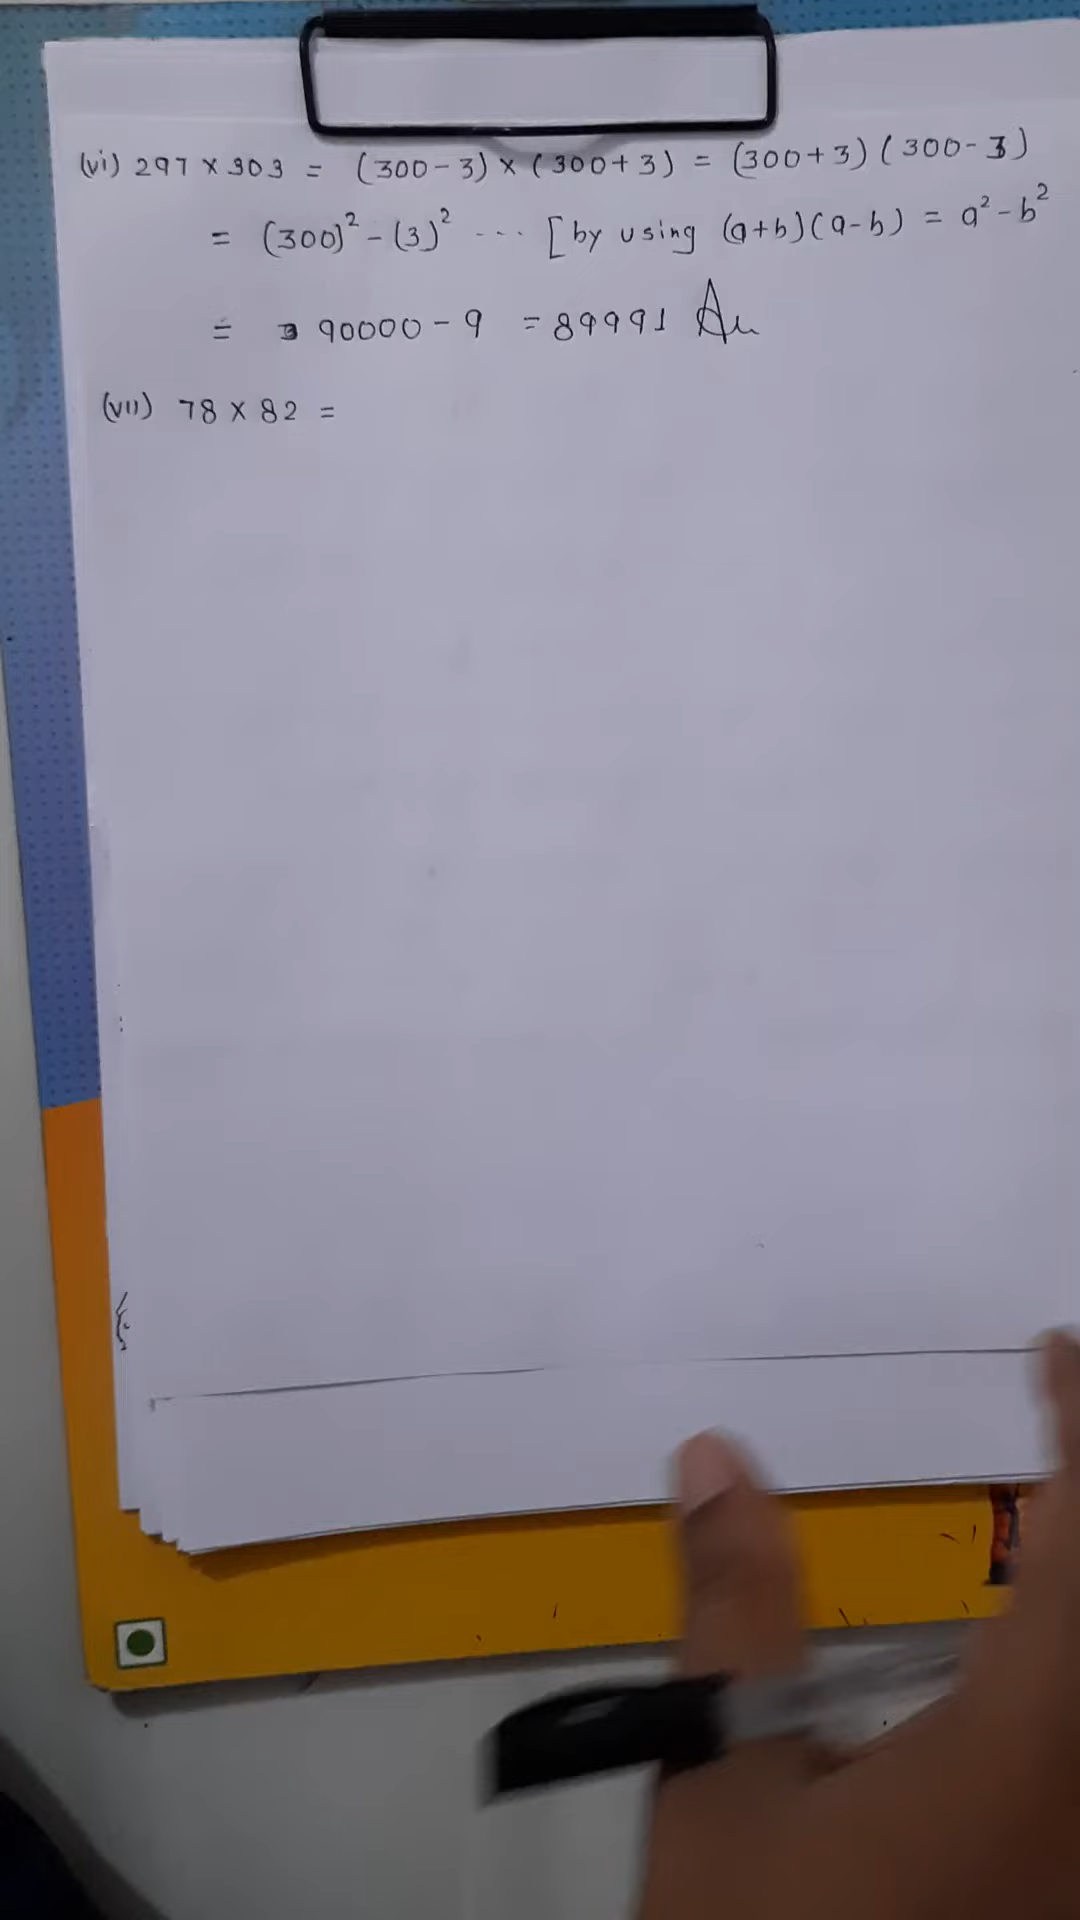 (vi) 297 × 303 = (300 - 3) × (300 + 3) = (300 + 3) (300 - 3)
= (300)² - (3)² --- [by using (a+b)(a-b) = a² - b²
= 90000 - 9 = 89991 Ans
(vii) 78 × 82 =